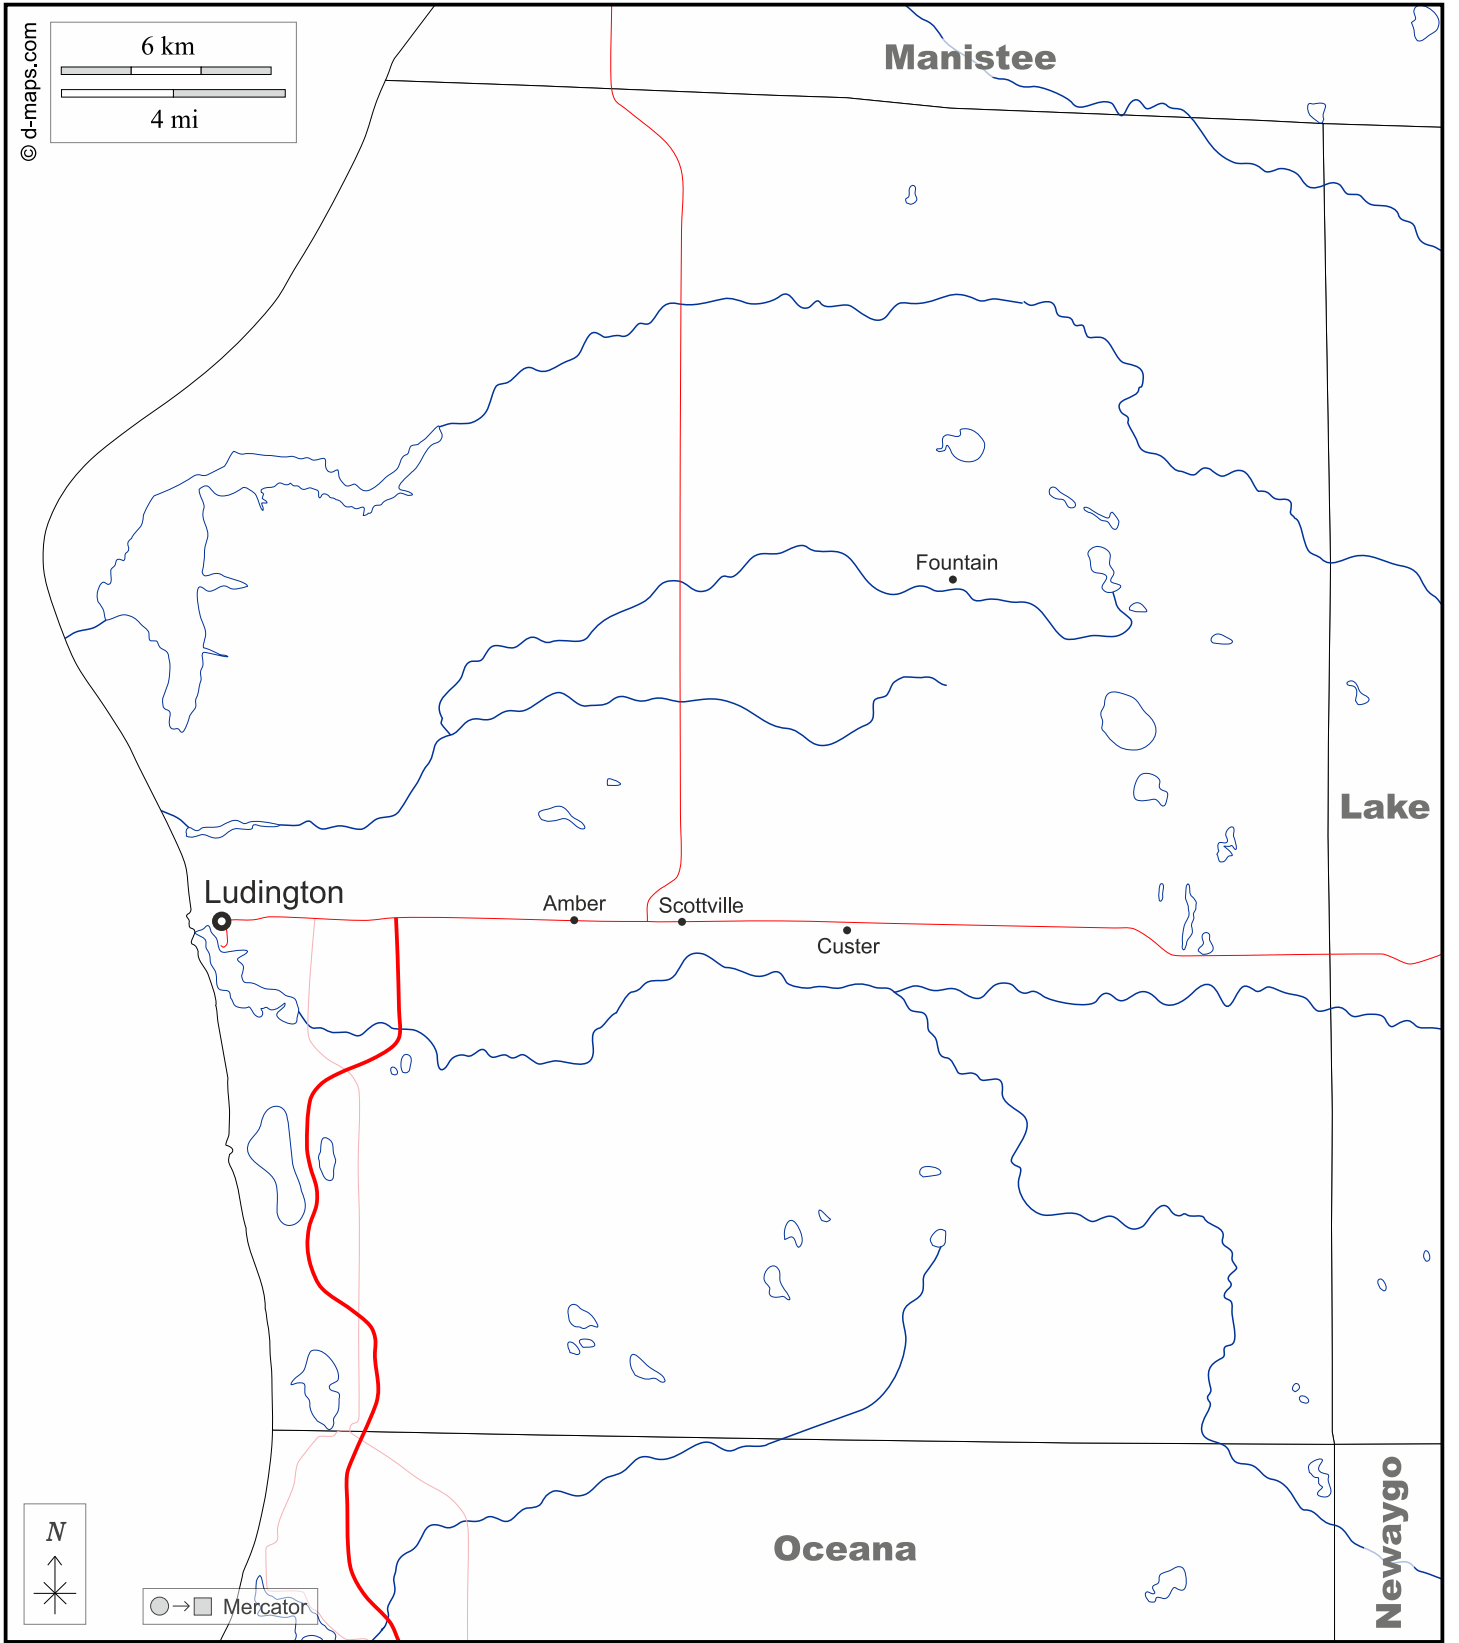 © d-maps.com
6 km
4 mi
Manistee
Fountain
Lake
Ludington
Amber
Scottville
Custer
Oceana
Newaygo
N
Mercator